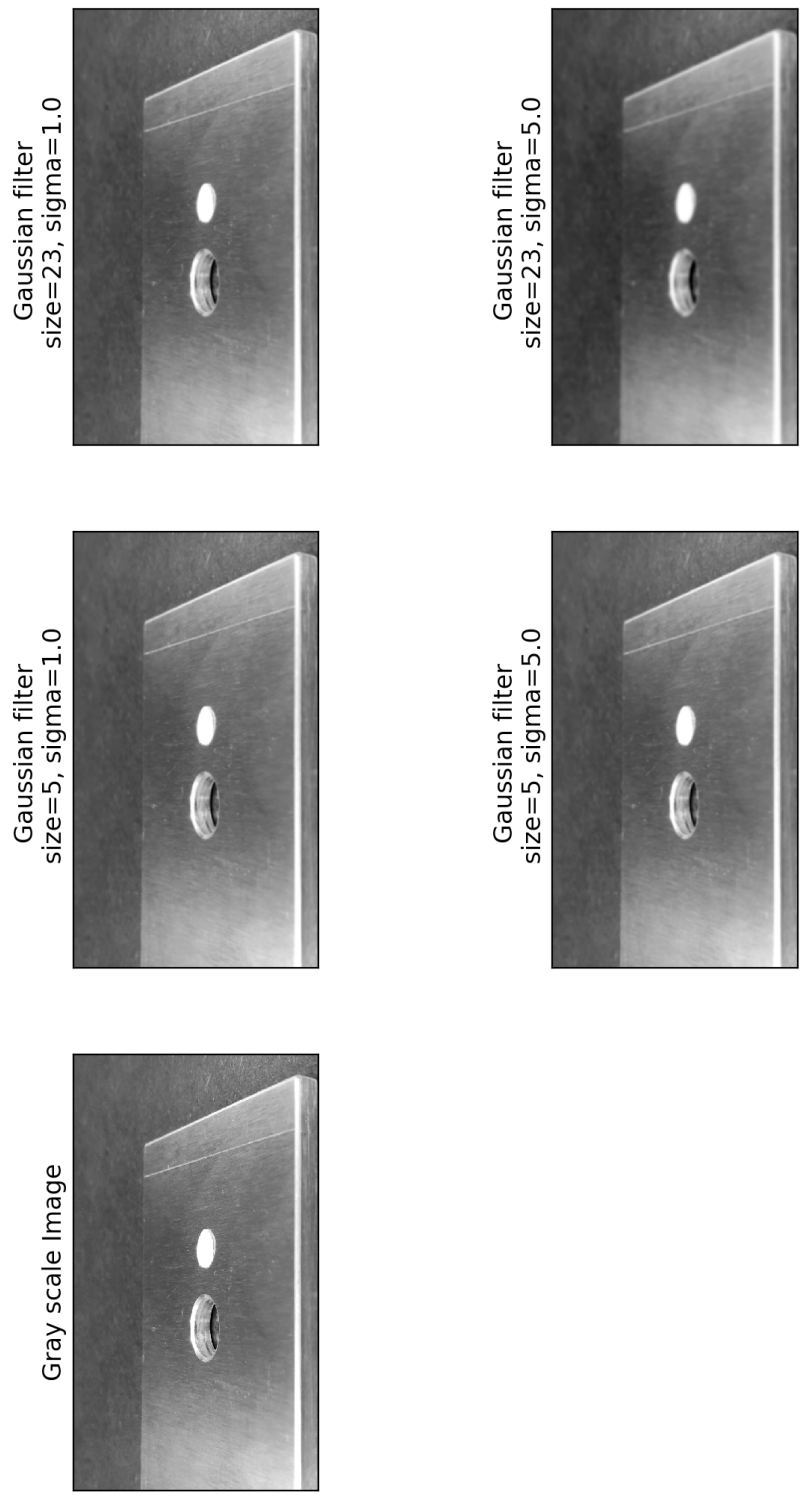 Gray scale Image
Gaussian filter
size=5, sigma=1.0
Gaussian filter
size=23, sigma=1.0
Gaussian filter
size=5, sigma=5.0
Gaussian filter
size=23, sigma=5.0